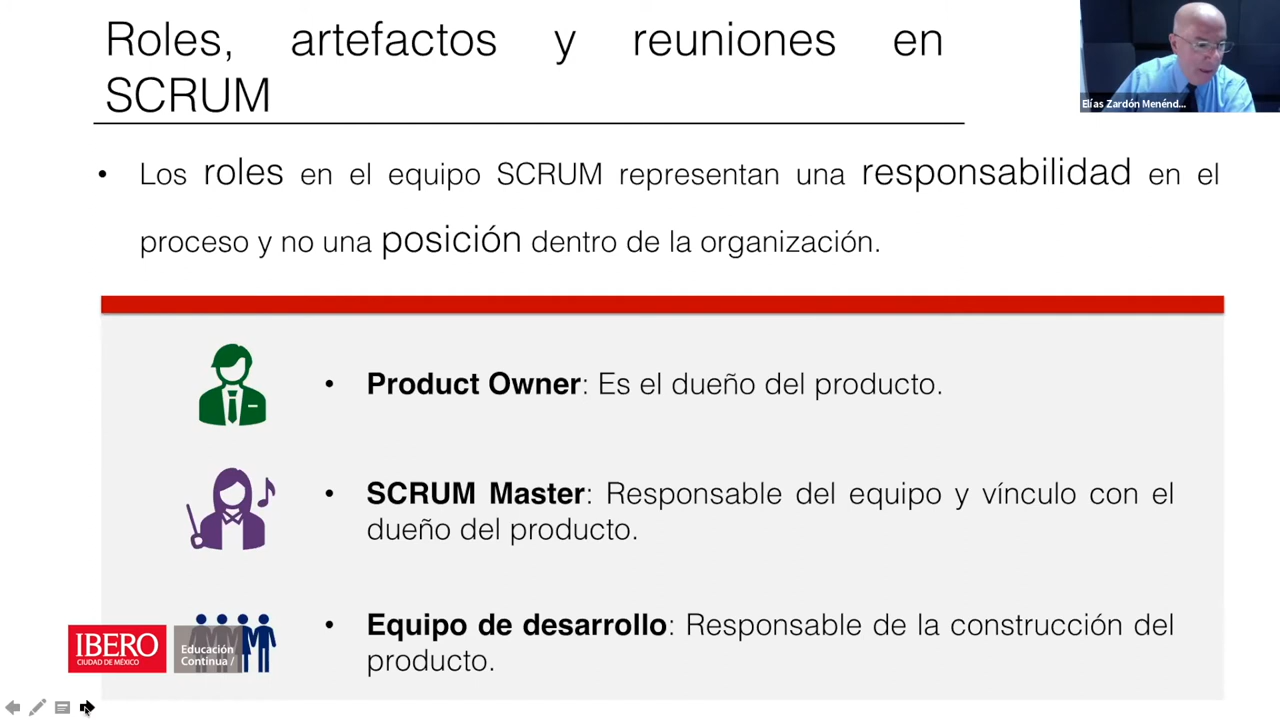 Roles, artefactos y reuniones en
SCRUM
Elías Zardón Menénd...
• Los roles en el equipo SCRUM representan una responsabilidad en el
proceso y no una posición dentro de la organización.
• Product Owner: Es el dueño del producto.
• SCRUM Master: Responsable del equipo y vínculo con el
dueño del producto.
• Equipo de desarrollo: Responsable de la construcción del
producto.
IBERO
CIUDAD DE MÉXICO
Educación
Continua /